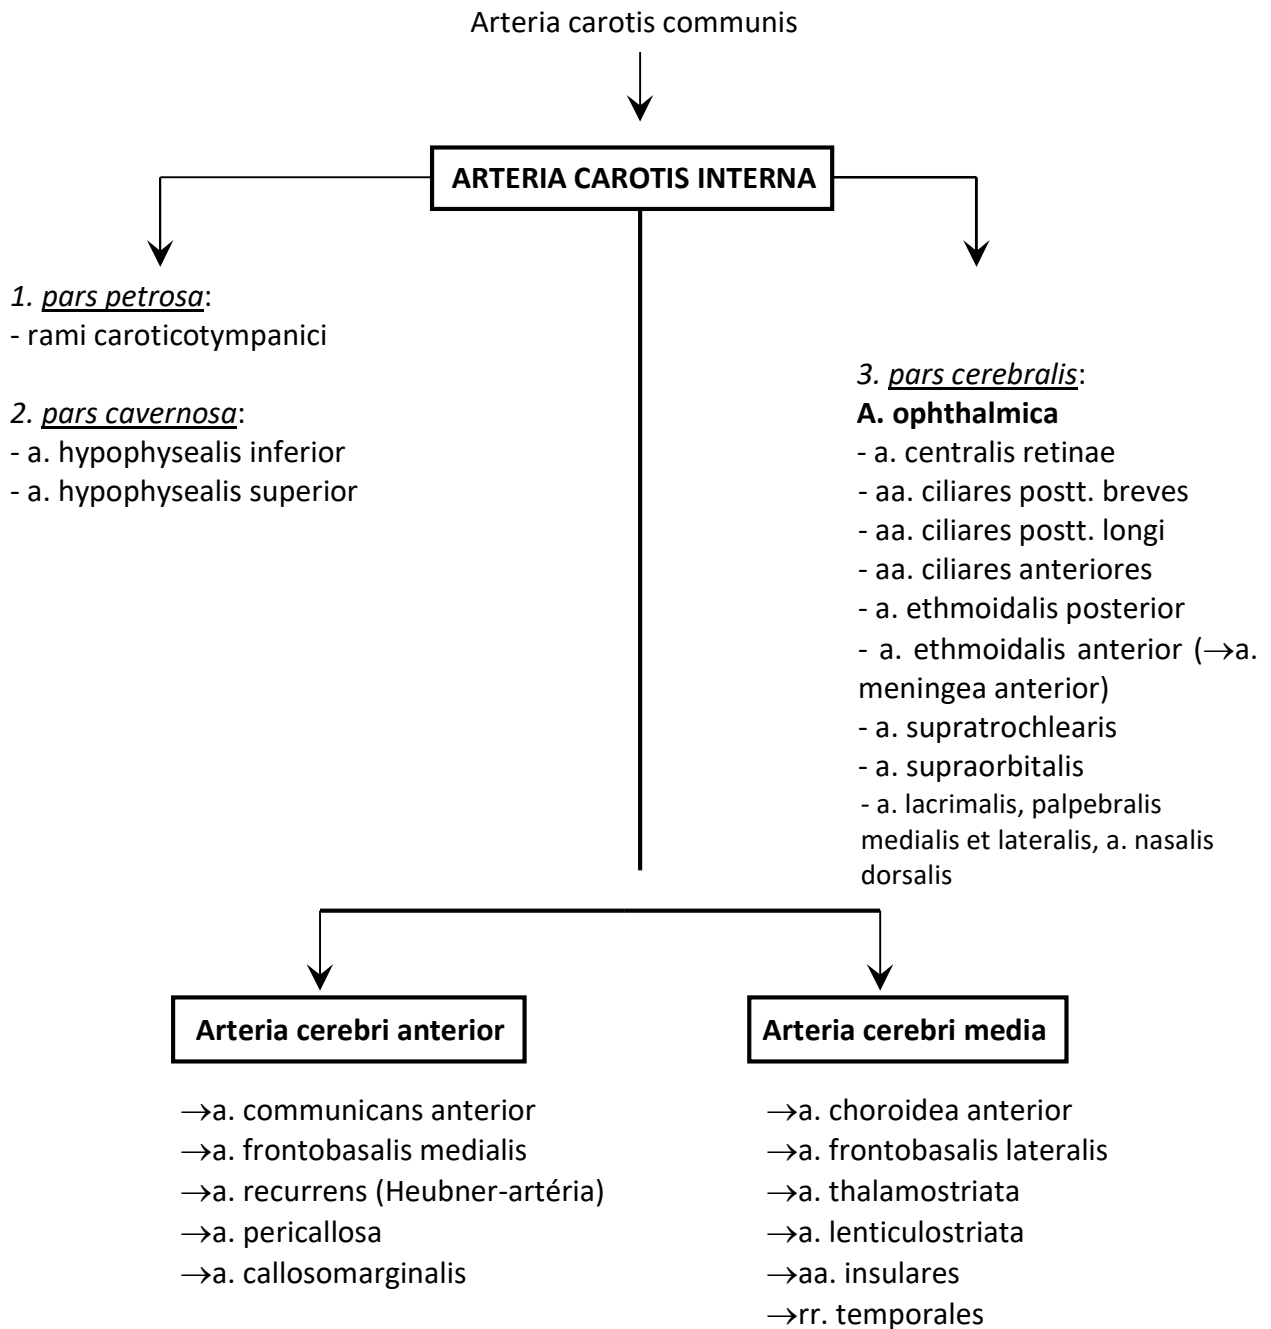 Arteria carotis communis
ARTERIA CAROTIS INTERNA
1. pars petrosa:
- rami caroticotympanici
2. pars cavernosa:
- a. hypophysealis inferior
- a. hypophysealis superior
3. pars cerebralis:
A. ophthalmica
- a. centralis retinae
- aa. ciliares postt. breves
- aa. ciliares postt. longi
- aa. ciliares anteriores
- a. ethmoidalis posterior
- a. ethmoidalis anterior (→a.
meningea anterior)
- a. supratrochlearis
- a. supraorbitalis
- a. lacrimalis, palpebralis
medialis et lateralis, a. nasalis
dorsalis
Arteria cerebri anterior
→a. communicans anterior
→a. frontobasalis medialis
→a. recurrens (Heubner-artéria)
→a. pericallosa
→a. callosomarginalis
Arteria cerebri media
→a. choroidea anterior
→a. frontobasalis lateralis
→a. thalamostriata
→a. lenticulostriata
→aa. insulares
→rr. temporales